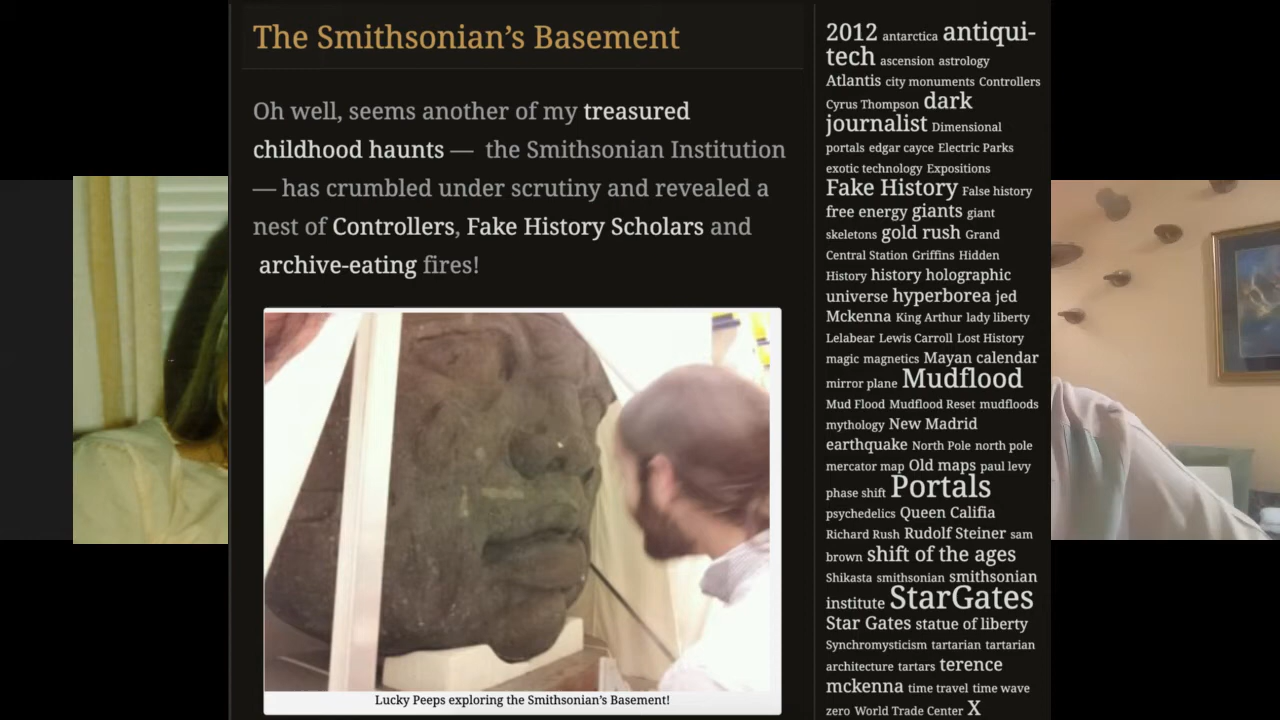 The Smithsonian’s Basement
Oh well, seems another of my treasured
childhood haunts — the Smithsonian Institution
— has crumbled under scrutiny and revealed a
nest of Controllers, Fake History Scholars and
archive-eating fires!
Lucky Peeps exploring the Smithsonian’s Basement!
2012 antarctica antiqui-
tech ascension astrology
Atlantis city monuments Controllers
Cyrus Thompson dark
journalist Dimensional
portals edgar cayce Electric Parks
exotic technology Expositions
Fake History False history
free energy giants giant
skeletons gold rush Grand
Central Station Griffins Hidden
History history holographic
universe hyperborea jed
Mckenna King Arthur lady liberty
Lelabear Lewis Carroll Lost History
magic magnetics Mayan calendar
mirror plane Mudflood
Mud Flood Mudflood Reset mudfloods
mythology New Madrid
earthquake North Pole north pole
mercator map Old maps paul levy
phase shift Portals
psychedelics Queen Califia
Richard Rush Rudolf Steiner sam
brown shift of the ages
Shikasta smithsonian smithsonian
institute StarGates
Star Gates statue of liberty
Synchromysticism tartarian tartarian
architecture tartars terence
mckenna time travel time wave
zero World Trade Center X